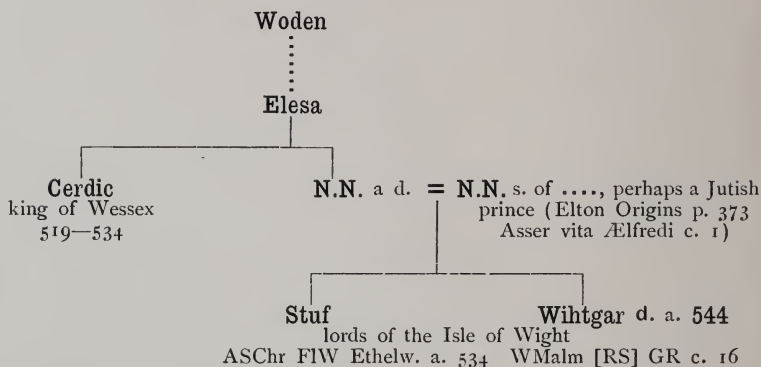 Woden
Elesa
Cerdic
king of Wessex
519—534
N.N. a d. = N.N. s. of ...., perhaps a Jutish
prince (Elton Origins p. 373
Asser vita Ælfredi c. 1)
Stuf
Wihtgar d. a. 544
lords of the Isle of Wight
ASChr FlW Ethelw. a. 534 WMalm [RS] GR c. 16